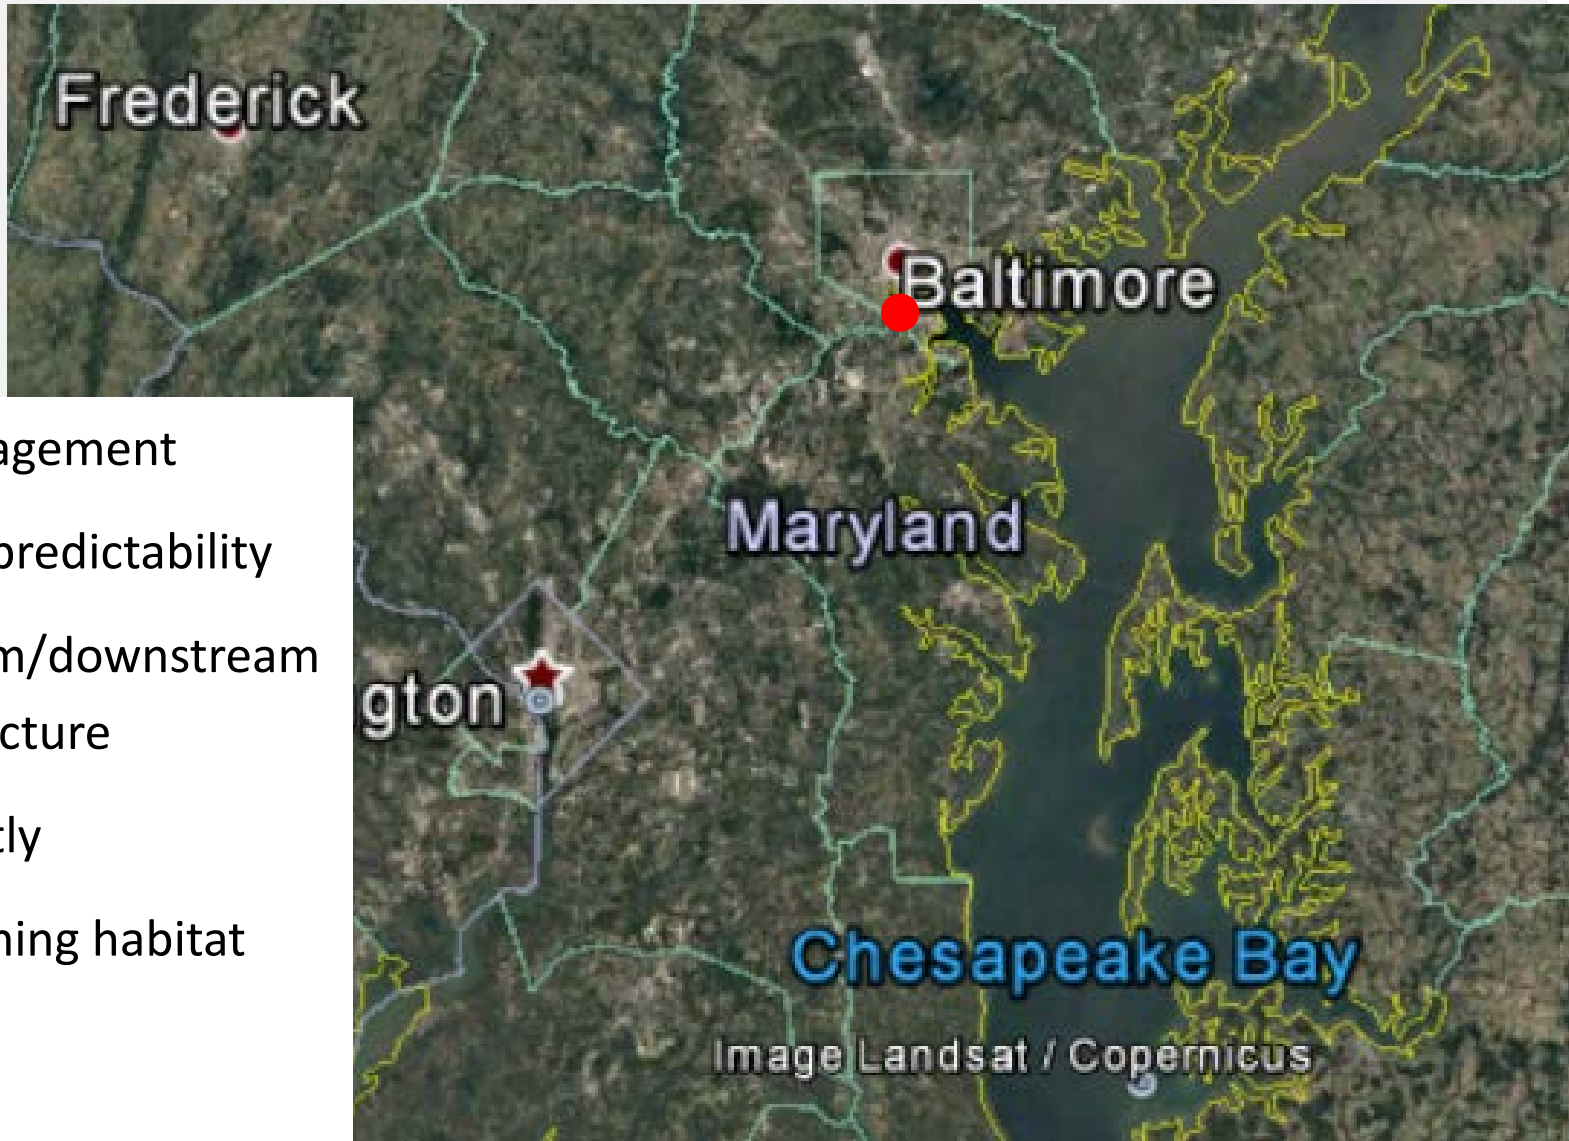 Frederick
Baltimore
agement
predictability
Maryland
m/downstream
gton
cture
tly
ning habitat
Chesapeake Bay
Image Landsat / Copernicus